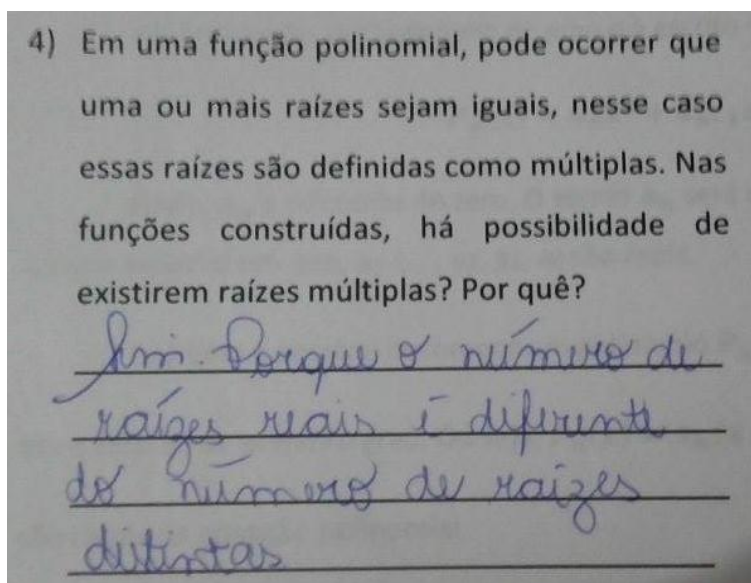 4) Em uma função polinomial, pode ocorrer que
uma ou mais raízes sejam iguais, nesse caso
essas raízes são definidas como múltiplas. Nas
funções construídas, há possibilidade de
existirem raízes múltiplas? Por quê?
Sim. Porque o número de
raízes reais é diferente
do número de raízes
distintas